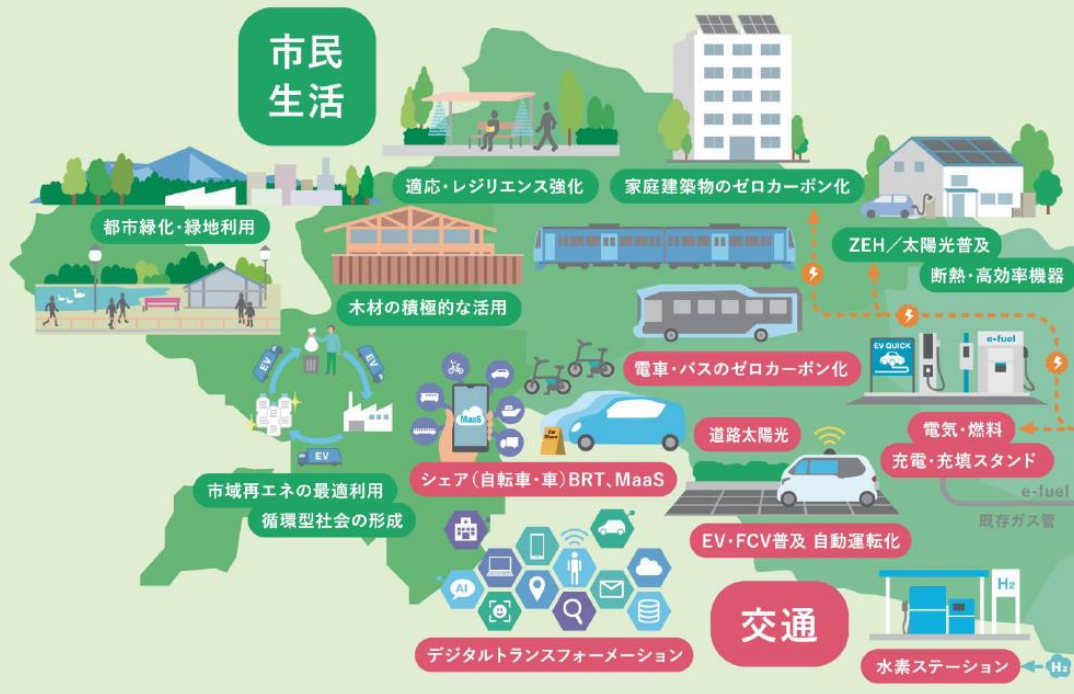 市民
生活
適応・レジリエンス強化
家庭建築物のゼロカーボン化
都市緑化・緑地利用
ZEH／太陽光普及
断熱・高効率機器
木材の積極的な活用
EV
EV
EV
EV QUICK
e-fuel
電車・バスのゼロカーボン化
MaaS
Car
Share
道路太陽光
電気・燃料
充電・充填スタンド
シェア（自転車・車）BRT、MaaS
市域再エネの最適利用
循環型社会の形成
e-fuel
既存ガス管
EV・FCV普及 自動運転化
AI
H2
交通
デジタルトランスフォーメーション
水素ステーション
H2